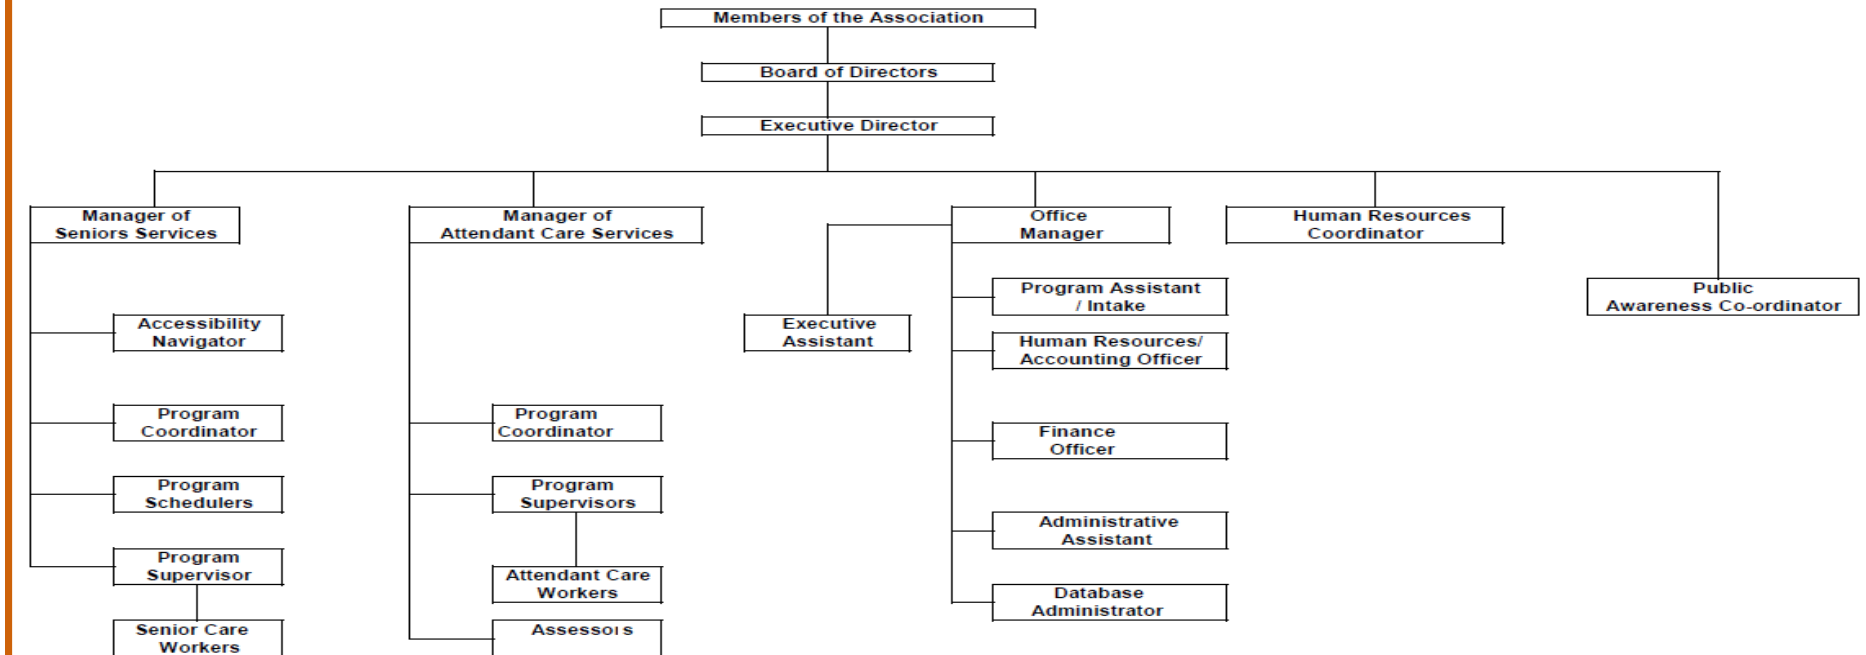 Members of the Association
Board of Directors
Executive Director
Manager of
Seniors Services
Manager of
Attendant Care Services
Office
Manager
Human Resources
Coordinator
Public
Awareness Co-ordinator
Accessibility
Navigator
Program
Coordinator
Program
Schedulers
Program
Supervisor
Senior Care
Workers
Program
Coordinator
Program
Supervisors
Attendant Care
Workers
Assessors
Executive
Assistant
Program Assistant
/ Intake
Human Resources/
Accounting Officer
Finance
Officer
Administrative
Assistant
Database
Administrator